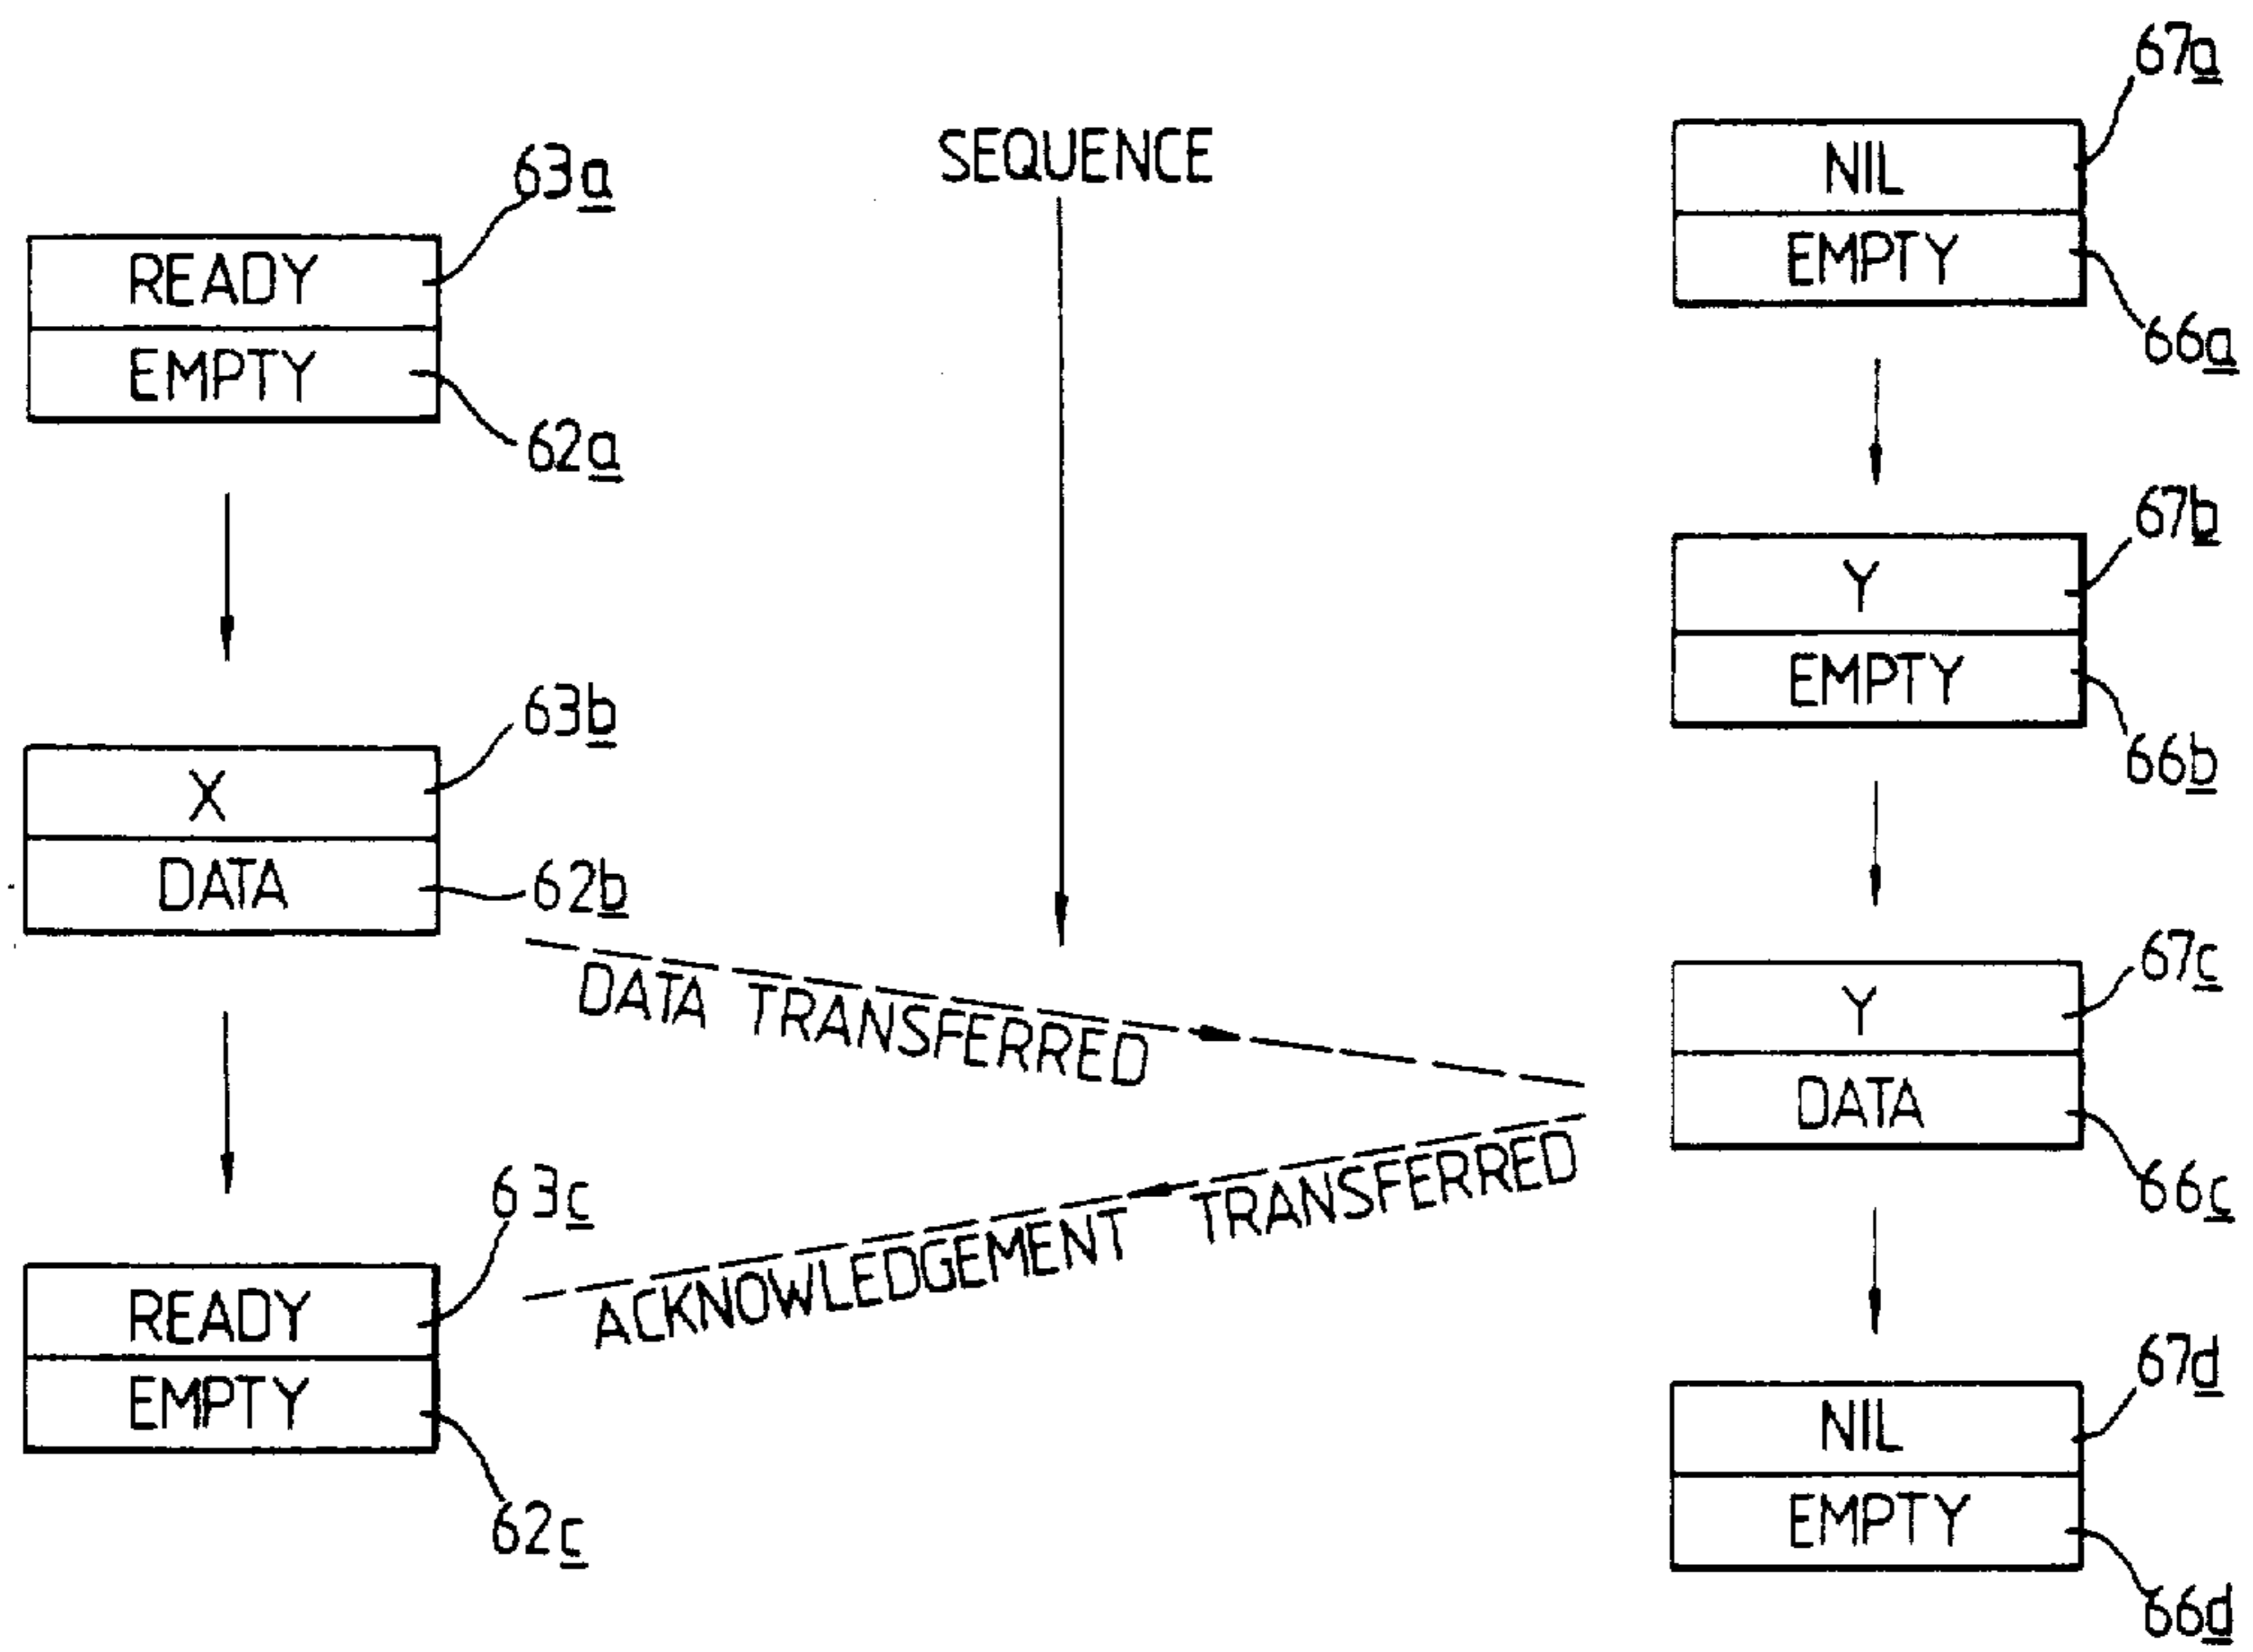 67a
SEQUENCE
NIL
63a
READY
EMPTY
66a
EMPTY
62a
67b
Y
63b
EMPTY
66b
X
DATA
62b
67c
DATA TRANSFERRED
Y
DATA
ACKNOWLEDGEMENT TRANSFERRED
66c
63c
READY
67d
EMPTY
NIL
62c
EMPTY
66d